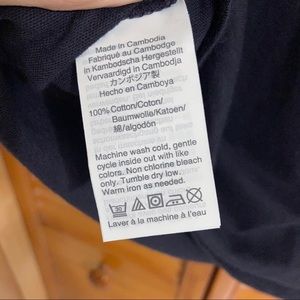 Made in Cambodia
Fabriqué au Cambodge
in Kambodscha Hergestellt
Vervaardigd in Cambodja
カンボジア製
Hecho en Camboya
100% Cotton/Coton/
Baumwolle/Katoen/
綿/algodón
Machine wash cold, gentle
cycle inside out with like
colors. Non chlorine bleach
only. Tumble dry low.
Warm iron as needed.
Laver à la machine à l'eau